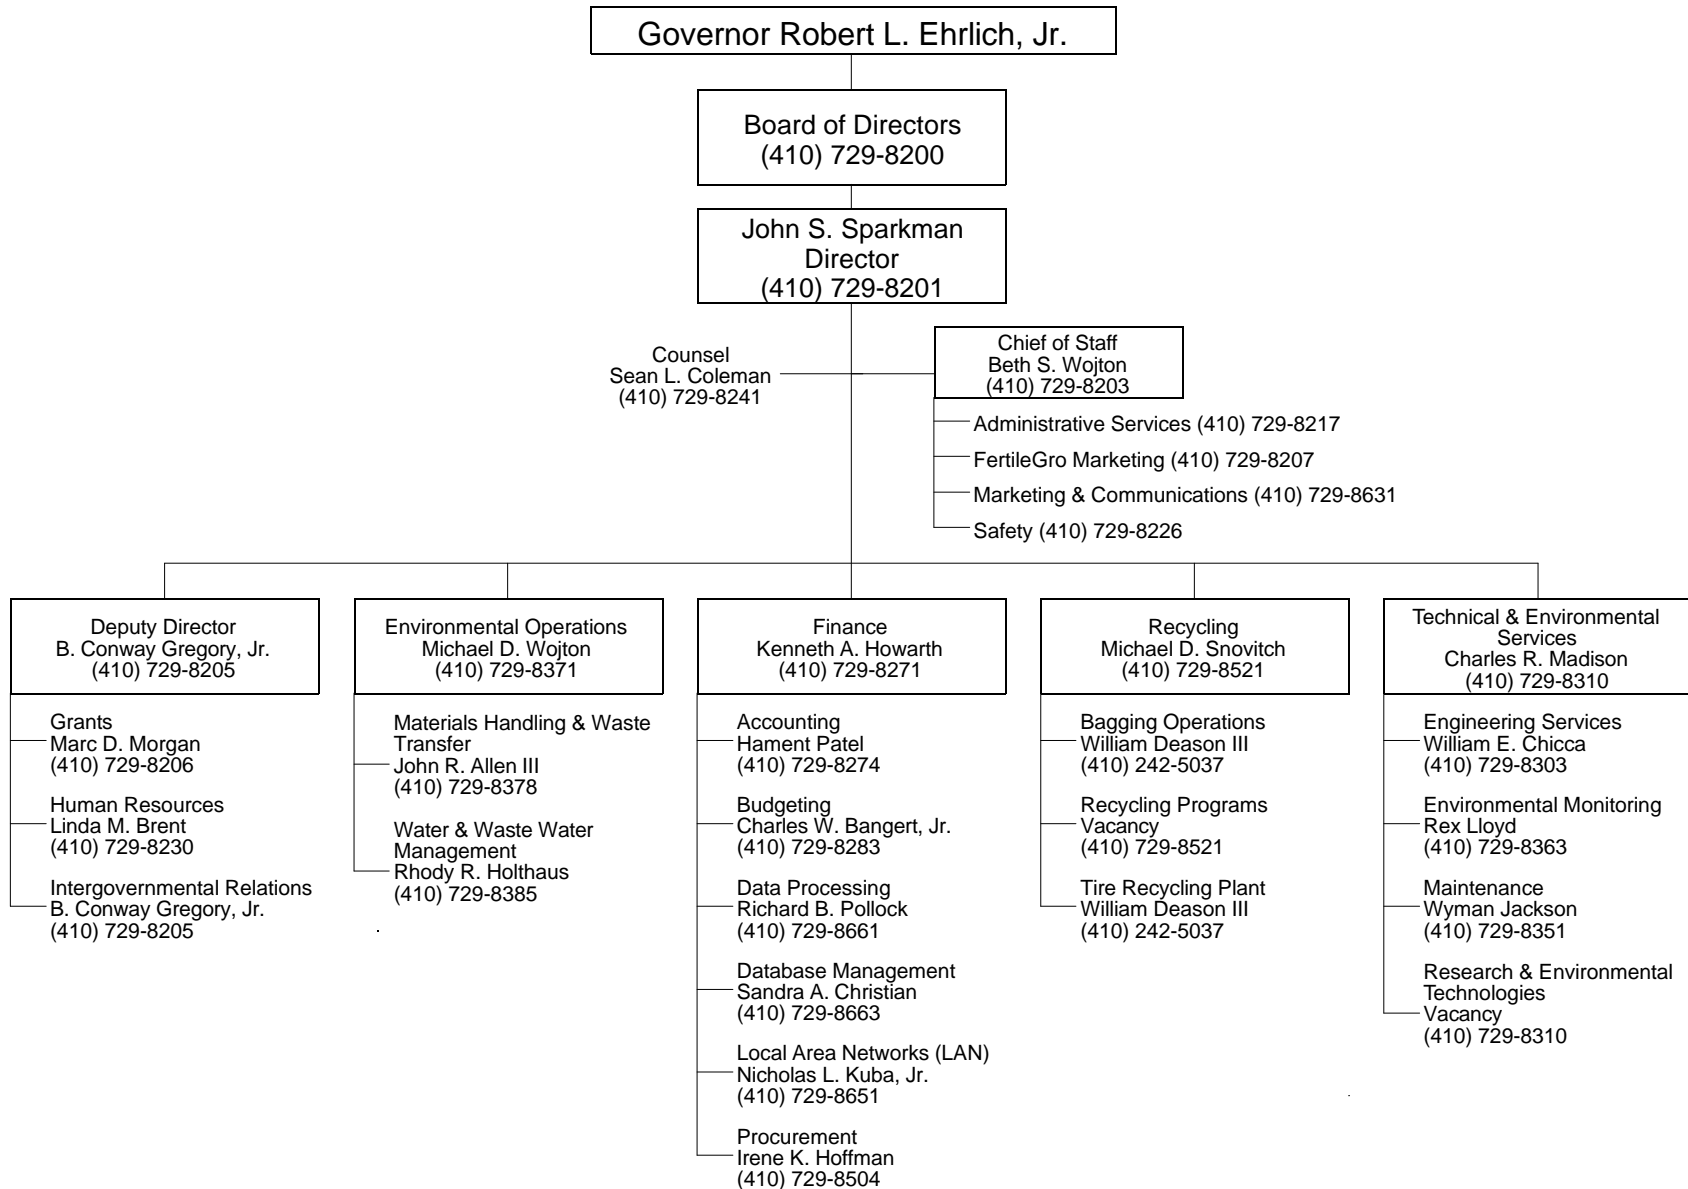 Governor Robert L. Ehrlich, Jr.
Board of Directors
(410) 729-8200
John S. Sparkman
Director
(410) 729-8201
Counsel
Sean L. Coleman
(410) 729-8241
Chief of Staff
Beth S. Wojton
(410) 729-8203
Administrative Services (410) 729-8217
FertileGro Marketing (410) 729-8207
Marketing & Communications (410) 729-8631
Safety (410) 729-8226
Deputy Director
B. Conway Gregory, Jr.
(410) 729-8205
Grants
Marc D. Morgan
(410) 729-8206
Human Resources
Linda M. Brent
(410) 729-8230
Intergovernmental Relations
B. Conway Gregory, Jr.
(410) 729-8205
Environmental Operations
Michael D. Wojton
(410) 729-8371
Materials Handling & Waste
Transfer
John R. Allen III
(410) 729-8378
Water & Waste Water
Management
Rhody R. Holthaus
(410) 729-8385
Finance
Kenneth A. Howarth
(410) 729-8271
Accounting
Hament Patel
(410) 729-8274
Budgeting
Charles W. Bangert, Jr.
(410) 729-8283
Data Processing
Richard B. Pollock
(410) 729-8661
Database Management
Sandra A. Christian
(410) 729-8663
Local Area Networks (LAN)
Nicholas L. Kuba, Jr.
(410) 729-8651
Procurement
Irene K. Hoffman
(410) 729-8504
Recycling
Michael D. Snovitch
(410) 729-8521
Bagging Operations
William Deason III
(410) 242-5037
Recycling Programs
Vacancy
(410) 729-8521
Tire Recycling Plant
William Deason III
(410) 242-5037
Technical & Environmental
Services
Charles R. Madison
(410) 729-8310
Engineering Services
William E. Chicca
(410) 729-8303
Environmental Monitoring
Rex Lloyd
(410) 729-8363
Maintenance
Wyman Jackson
(410) 729-8351
Research & Environmental
Technologies
Vacancy
(410) 729-8310